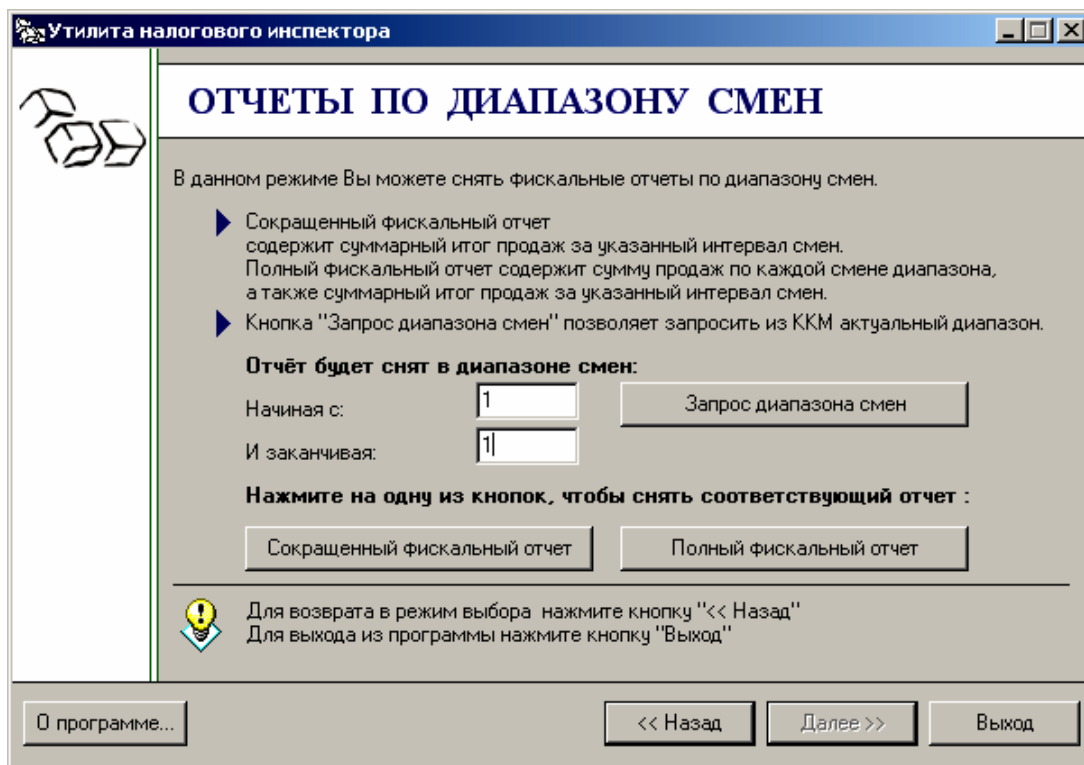 Утилита налогового инспектора
ОТЧЕТЫ ПО ДИАПАЗОНУ СМЕН
В данном режиме Вы можете снять фискальные отчеты по диапазону смен.
Сокращенный фискальный отчет
содержит суммарный итог продаж за указанный интервал смен.
Полный фискальный отчет содержит сумму продаж по каждой смене диапазона,
а также суммарный итог продаж за указанный интервал смен.
Кнопка "Запрос диапазона смен" позволяет запросить из ККМ актуальный диапазон.
Отчёт будет снят в диапазоне смен:
Начиная с: 1 Запрос диапазона смен
И заканчивая: 1
Нажмите на одну из кнопок, чтобы снять соответствующий отчет :
Сокращенный фискальный отчет Полный фискальный отчет
Для возврата в режим выбора нажмите кнопку "<< Назад"
Для выхода из программы нажмите кнопку "Выход"
О программе... << Назад Далее >> Выход